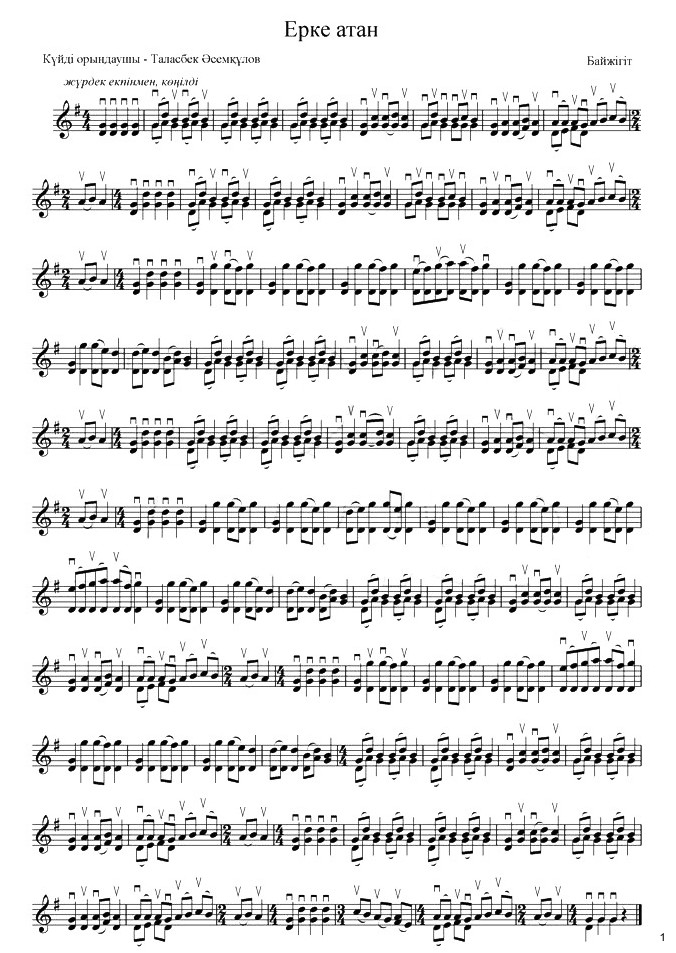 Ерке атан
Күйді орындаушы - Таласбек Әсемқұлов
Байжігіт
жүрдек екпінмен, көңілді
1